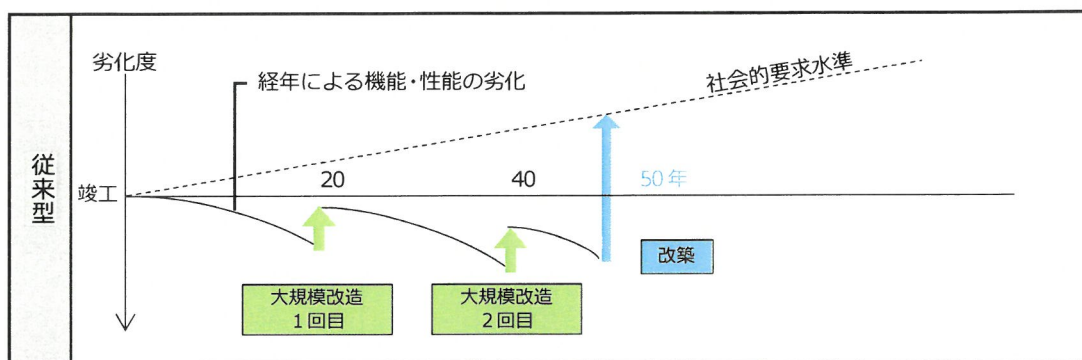 従来型
劣化度
経年による機能・性能の劣化
社会的要求水準
竣工
20
40
50年
改築
大規模改造
1回目
大規模改造
2回目